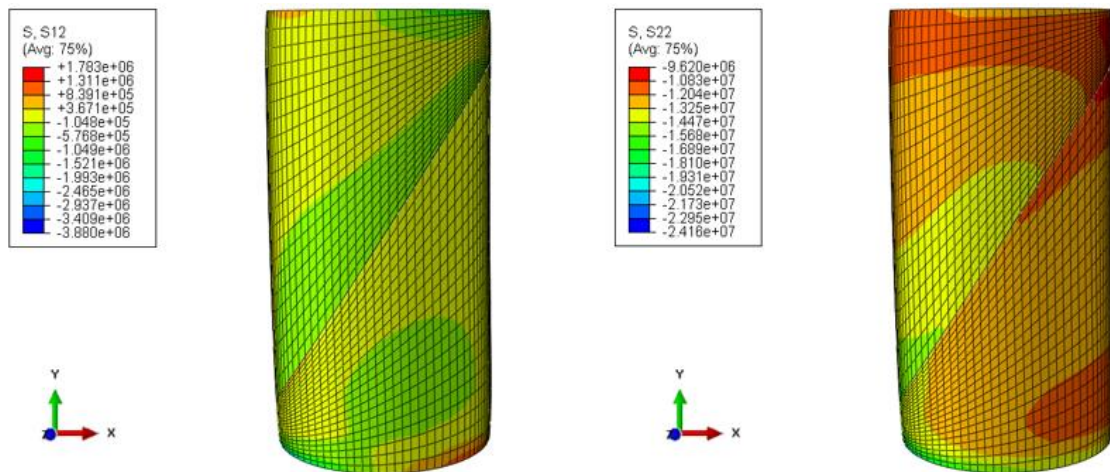 S, S12
(Avg: 75%)
+1.783e+06
+1.311e+06
+8.391e+05
+3.671e+05
-1.048e+05
-5.768e+05
-1.049e+06
-1.521e+06
-1.993e+06
-2.465e+06
-2.937e+06
-3.409e+06
-3.880e+06
Y
Z
X
S, S22
(Avg: 75%)
-9.620e+06
-1.083e+07
-1.204e+07
-1.325e+07
-1.447e+07
-1.568e+07
-1.689e+07
-1.810e+07
-1.931e+07
-2.052e+07
-2.173e+07
-2.295e+07
-2.416e+07
Y
Z
X